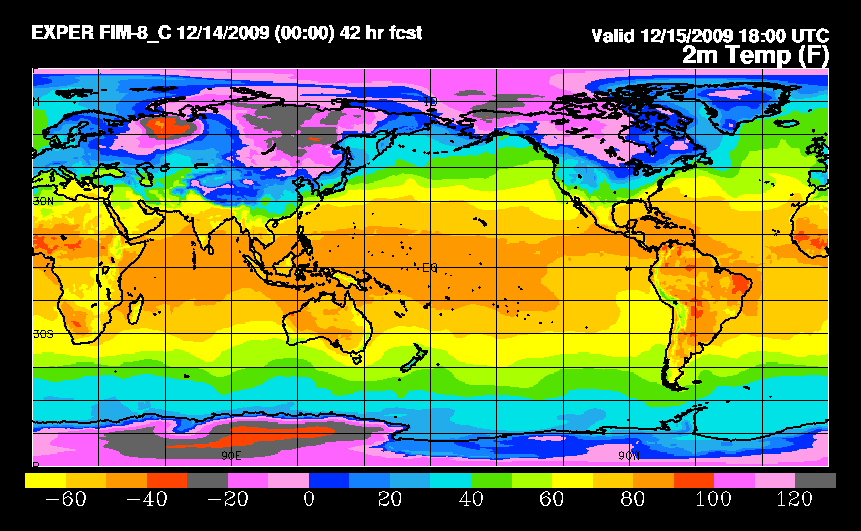 EXPER FIM-8_C 12/14/2009 (00:00) 42 hr fcst
Valid 12/15/2009 18:00 UTC
2m Temp (F)
ID
30N
EQ
30S
90E
90W
-60 -40 -20 0 20 40 60 80 100 120